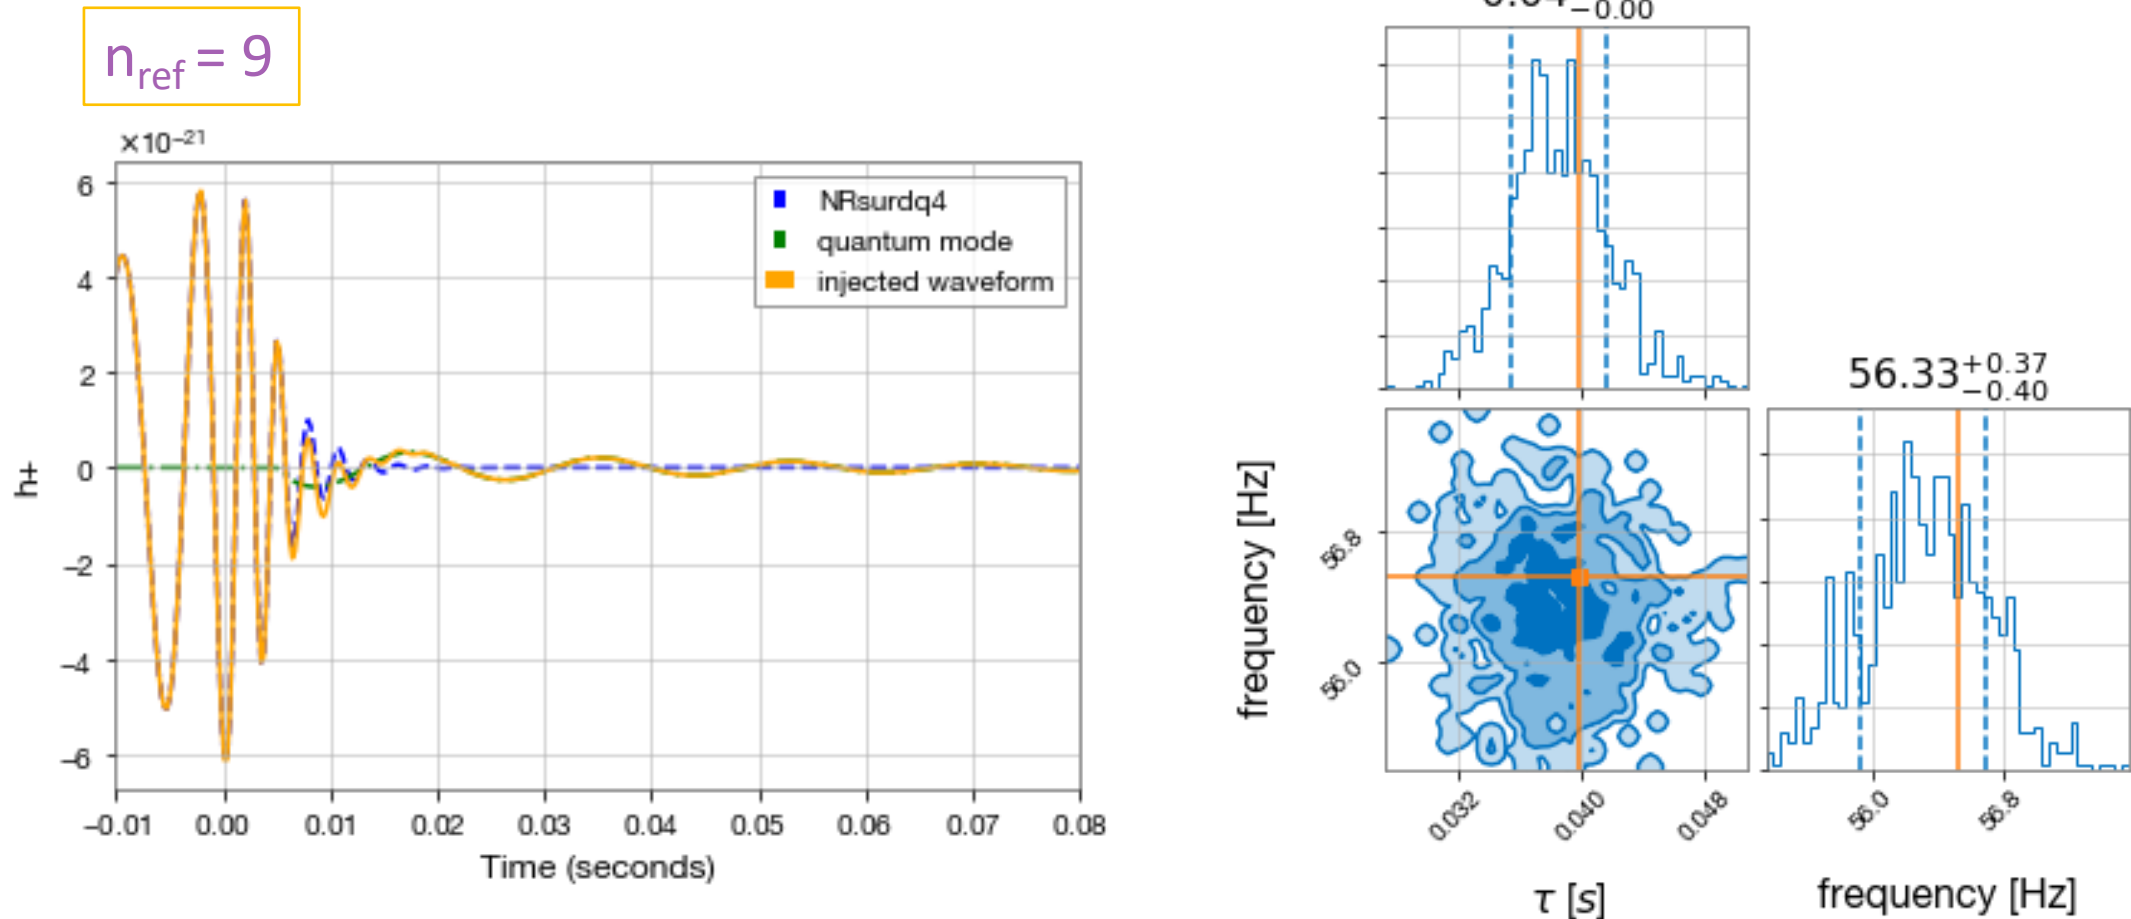 nref = 9
×10−21
6
4
2
0
−2
−4
−6
h+
NRsurdq4
quantum mode
injected waveform
−0.01 0.00 0.01 0.02 0.03 0.04 0.05 0.06 0.07 0.08
Time (seconds)
−0.00
56.33+0.37−0.40
frequency [Hz]
56.8
56.0
0.032 0.040 0.048
56.0 56.8
τ [s]
frequency [Hz]